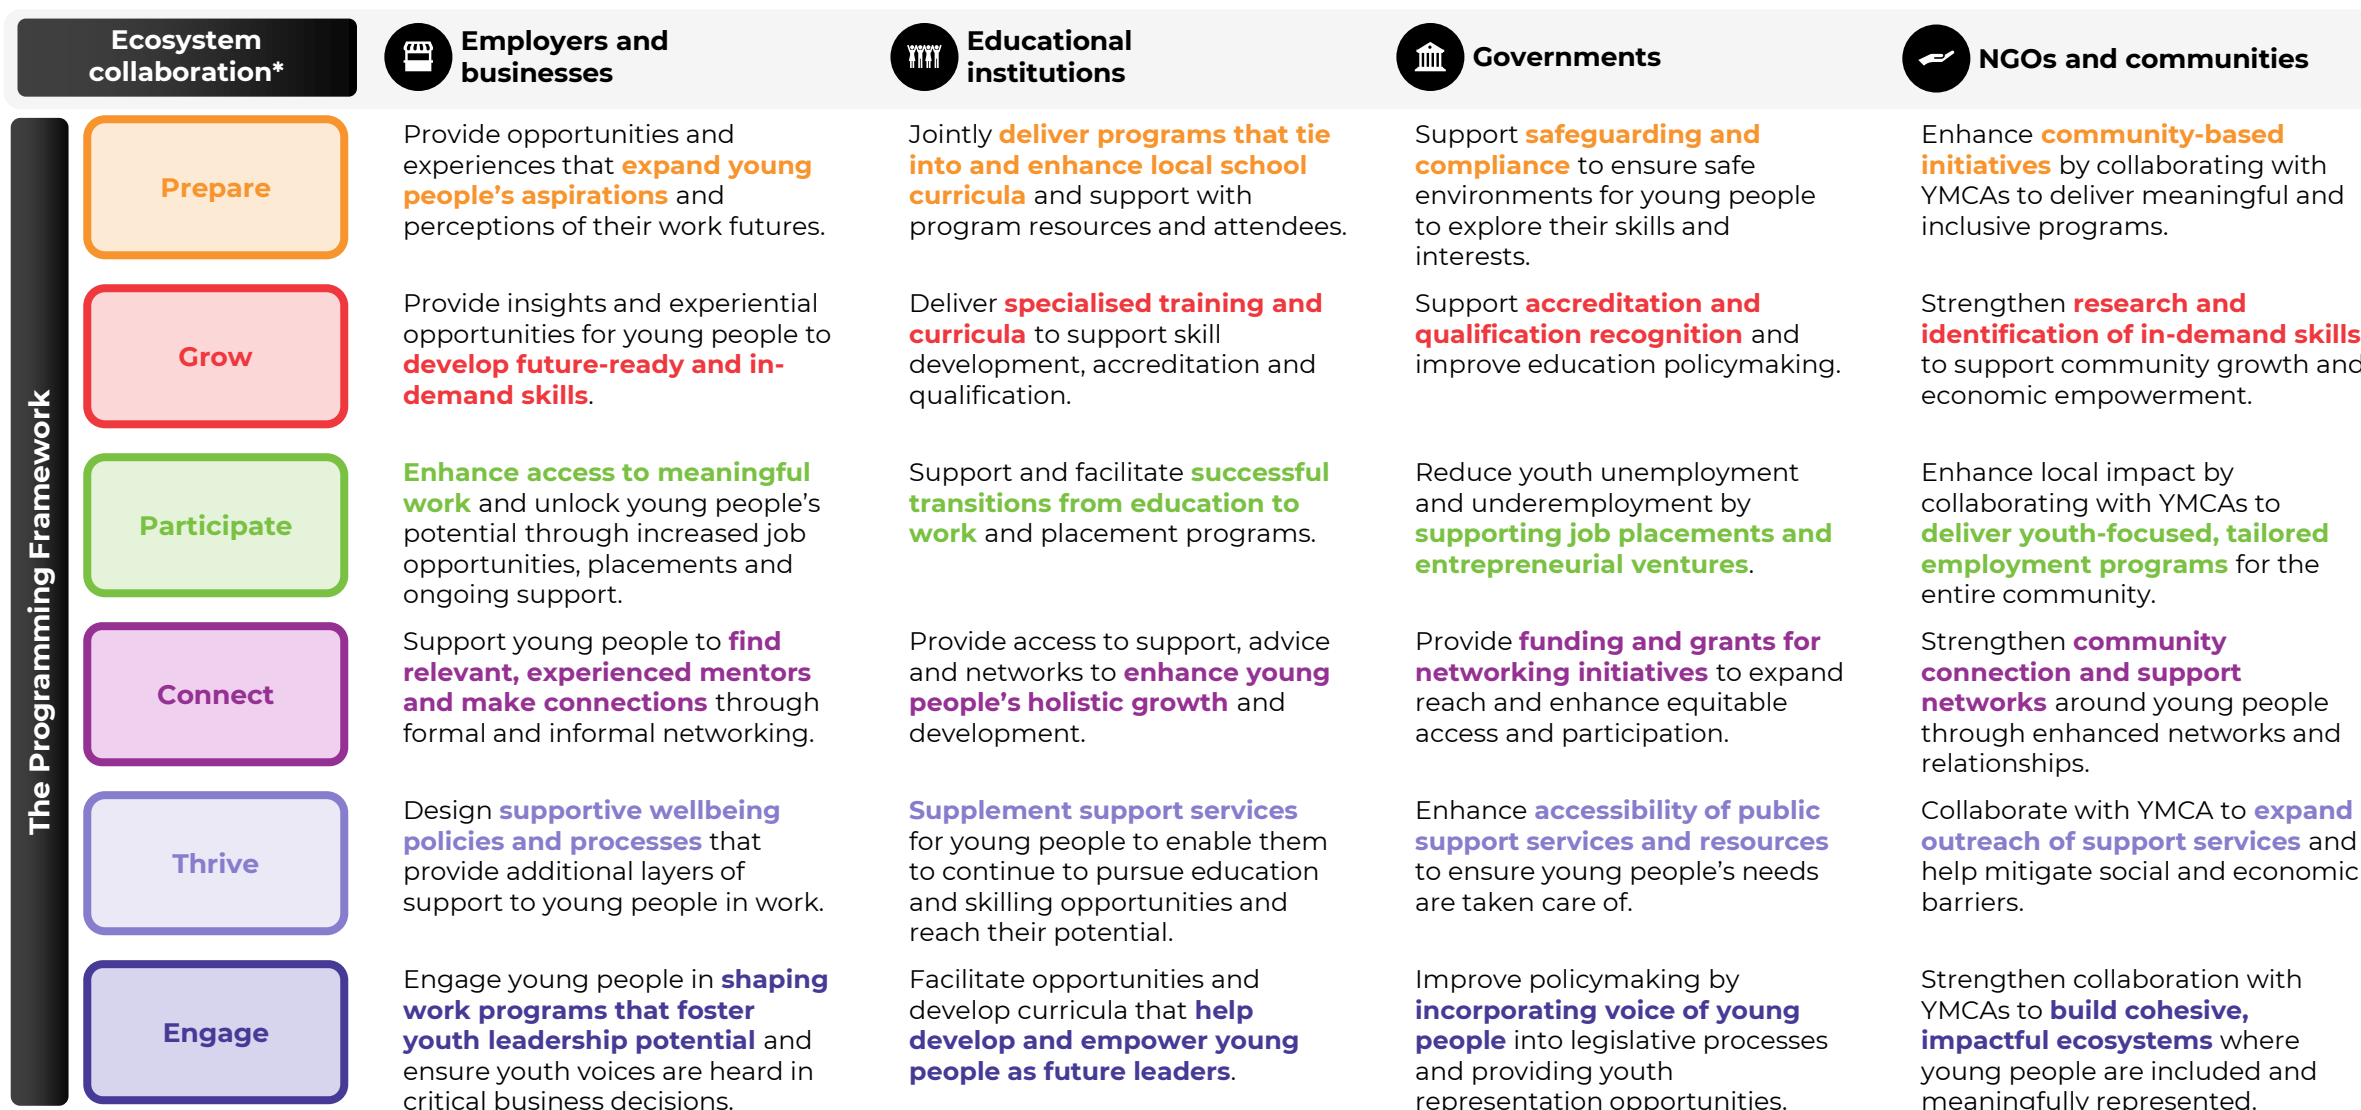 Ecosystem
collaboration*
Employers and
businesses
Educational
institutions
Governments
NGOs and communities
The Programming Framework
Prepare
Provide opportunities and
experiences that expand young
people’s aspirations and
perceptions of their work futures.
Jointly deliver programs that tie
into and enhance local school
curricula and support with
program resources and attendees.
Support safeguarding and
compliance to ensure safe
environments for young people
to explore their skills and
interests.
Enhance community-based
initiatives by collaborating with
YMCAs to deliver meaningful and
inclusive programs.
Grow
Provide insights and experiential
opportunities for young people to
develop future-ready and in-
demand skills.
Deliver specialised training and
curricula to support skill
development, accreditation and
qualification.
Support accreditation and
qualification recognition and
improve education policymaking.
Strengthen research and
identification of in-demand skills
to support community growth and
economic empowerment.
Participate
Enhance access to meaningful
work and unlock young people’s
potential through increased job
opportunities, placements and
ongoing support.
Support and facilitate successful
transitions from education to
work and placement programs.
Reduce youth unemployment
and underemployment by
supporting job placements and
entrepreneurial ventures.
Enhance local impact by
collaborating with YMCAs to
deliver youth-focused, tailored
employment programs for the
entire community.
Connect
Support young people to find
relevant, experienced mentors
and make connections through
formal and informal networking.
Provide access to support, advice
and networks to enhance young
people’s holistic growth and
development.
Provide funding and grants for
networking initiatives to expand
reach and enhance equitable
access and participation.
Strengthen community
connection and support
networks around young people
through enhanced networks and
relationships.
Thrive
Design supportive wellbeing
policies and processes that
provide additional layers of
support to young people in work.
Supplement support services
for young people to enable them
to continue to pursue education
and skilling opportunities and
reach their potential.
Enhance accessibility of public
support services and resources
to ensure young people’s needs
are taken care of.
Collaborate with YMCA to expand
outreach of support services and
help mitigate social and economic
barriers.
Engage
Engage young people in shaping
work programs that foster
youth leadership potential and
ensure youth voices are heard in
critical business decisions.
Facilitate opportunities and
develop curricula that help
develop and empower young
people as future leaders.
Improve policymaking by
incorporating voice of young
people into legislative processes
and providing youth
representation opportunities.
Strengthen collaboration with
YMCAs to build cohesive,
impactful ecosystems where
young people are included and
meaningfully represented.